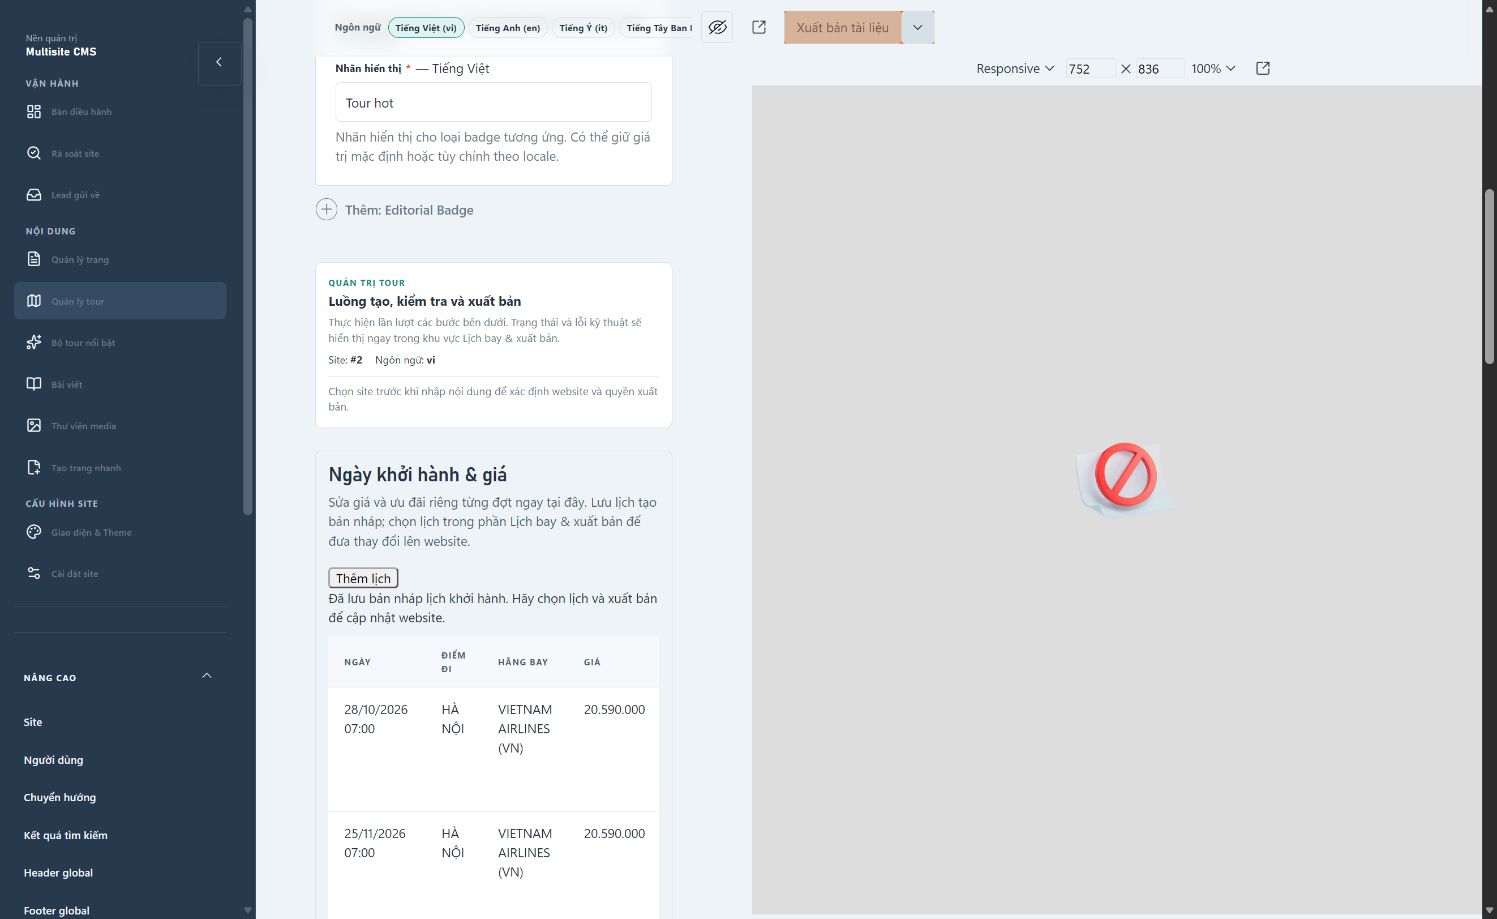 Nền quản trị
Multisite CMS
VẬN HÀNH
Bàn điều hành
Rà soát site
Lead gửi về
NỘI DUNG
Quản lý trang
Quản lý tour
Bộ tour nổi bật
Bài viết
Thư viện media
Tạo trang nhanh
CẤU HÌNH SITE
Giao diện & Theme
Cài đặt site
NÂNG CAO
Site
Người dùng
Chuyển hướng
Kết quả tìm kiếm
Header global
Footer global
Ngôn ngữ
Tiếng Việt (vi)
Tiếng Anh (en)
Tiếng Ý (it)
Tiếng Tây Ban
Xuất bản tài liệu
Nhãn hiển thị * — Tiếng Việt
Tour hot
Nhãn hiển thị cho loại badge tương ứng. Có thể giữ giá
trị mặc định hoặc tùy chỉnh theo locale.
Thêm: Editorial Badge
QUẢN TRỊ TOUR
Luồng tạo, kiểm tra và xuất bản
Thực hiện lần lượt các bước bên dưới. Trạng thái và lỗi kỹ thuật sẽ
hiển thị ngay trong khu vực Lịch bay & xuất bản.
Site: #2 Ngôn ngữ: vi
Chọn site trước khi nhập nội dung để xác định website và quyền xuất
bản.
Ngày khởi hành & giá
Sửa giá và ưu đãi riêng từng đợt ngay tại đây. Lưu lịch tạo
bản nháp; chọn lịch trong phần Lịch bay & xuất bản để
đưa thay đổi lên website.
Thêm lịch
Đã lưu bản nháp lịch khởi hành. Hãy chọn lịch và xuất bản
để cập nhật website.
NGÀY
ĐIỂM
ĐI
HÃNG BAY
GIÁ
28/10/2026
07:00
HÀ
NỘI
VIETNAM
AIRLINES
(VN)
20.590.000
25/11/2026
07:00
HÀ
NỘI
VIETNAM
AIRLINES
(VN)
20.590.000
Responsive
752
836
100%